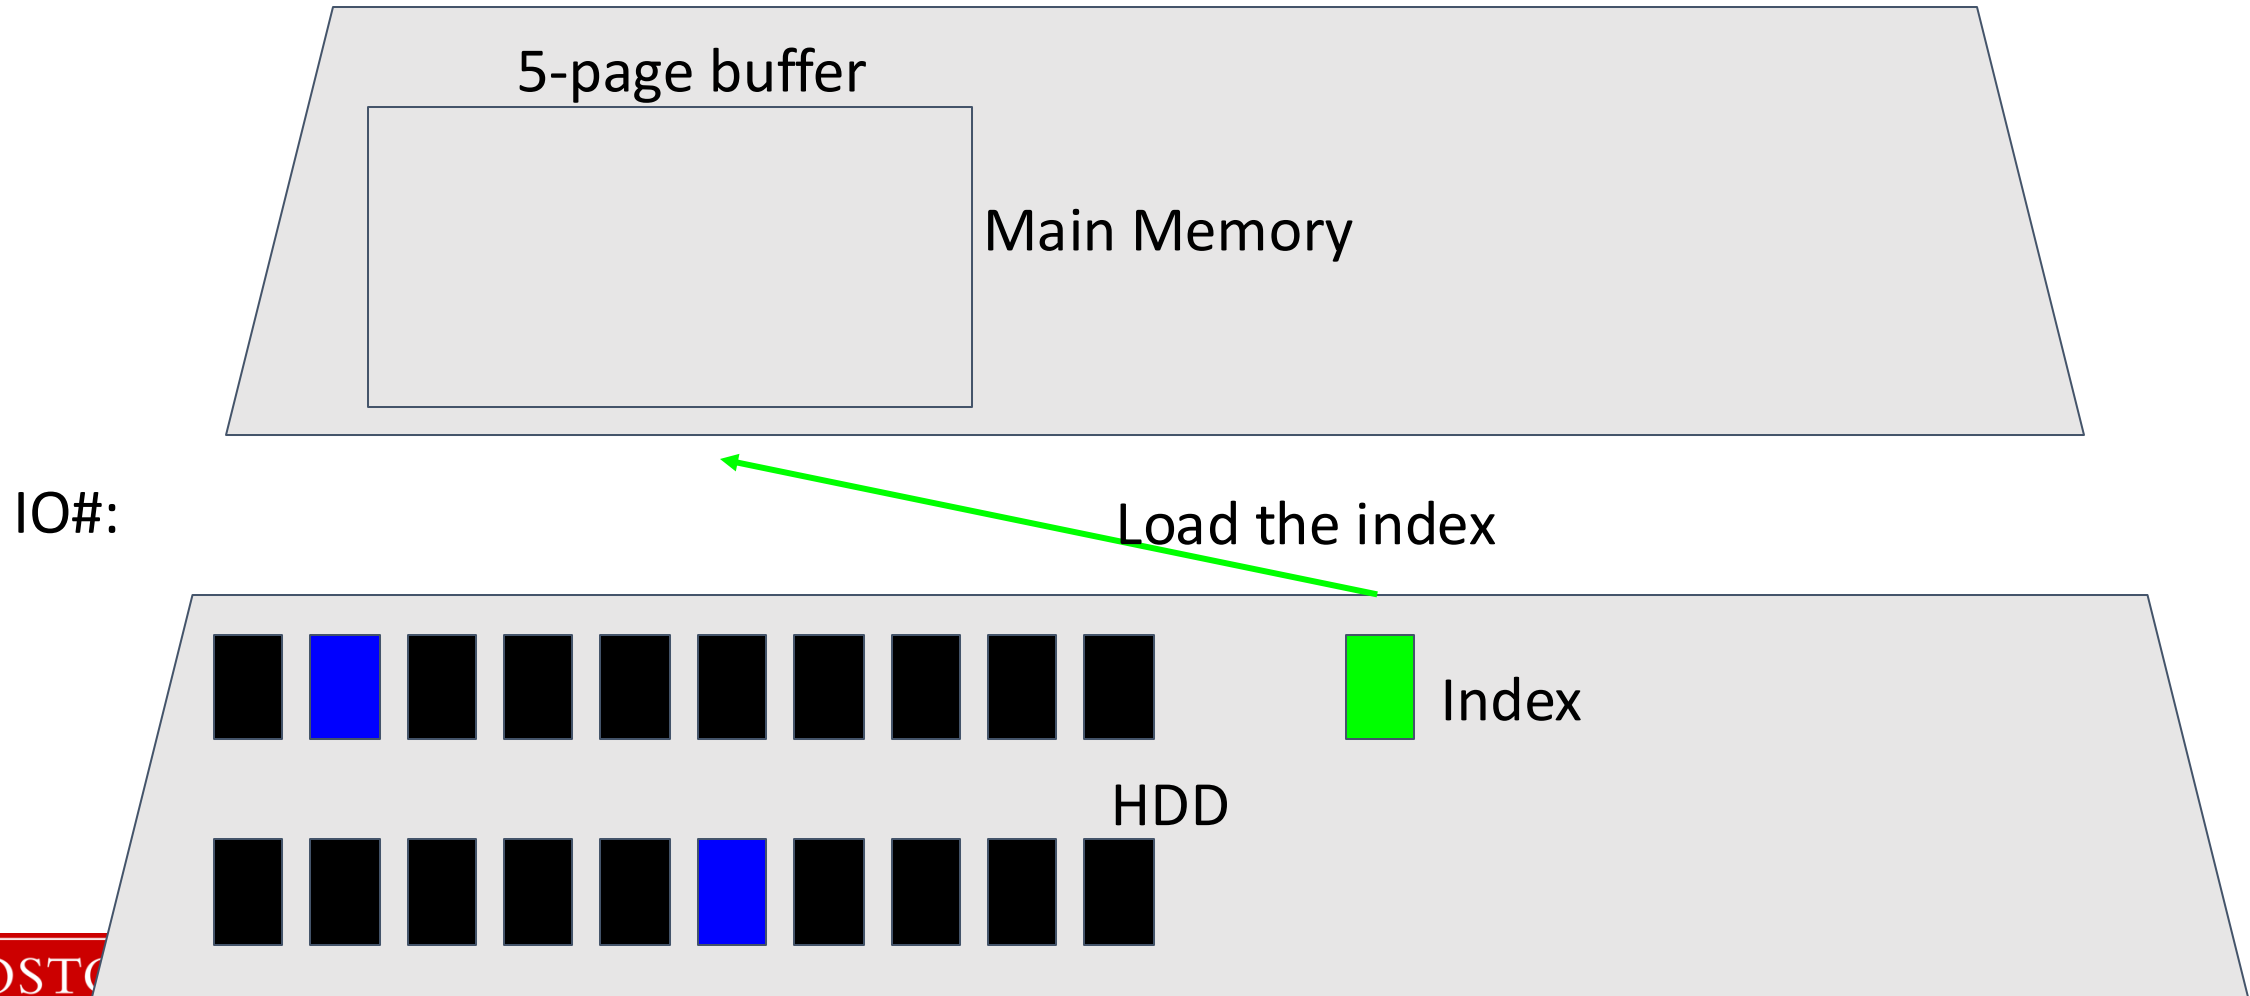 5-page buffer
Main Memory
IO#:
Load the index
Index
HDD